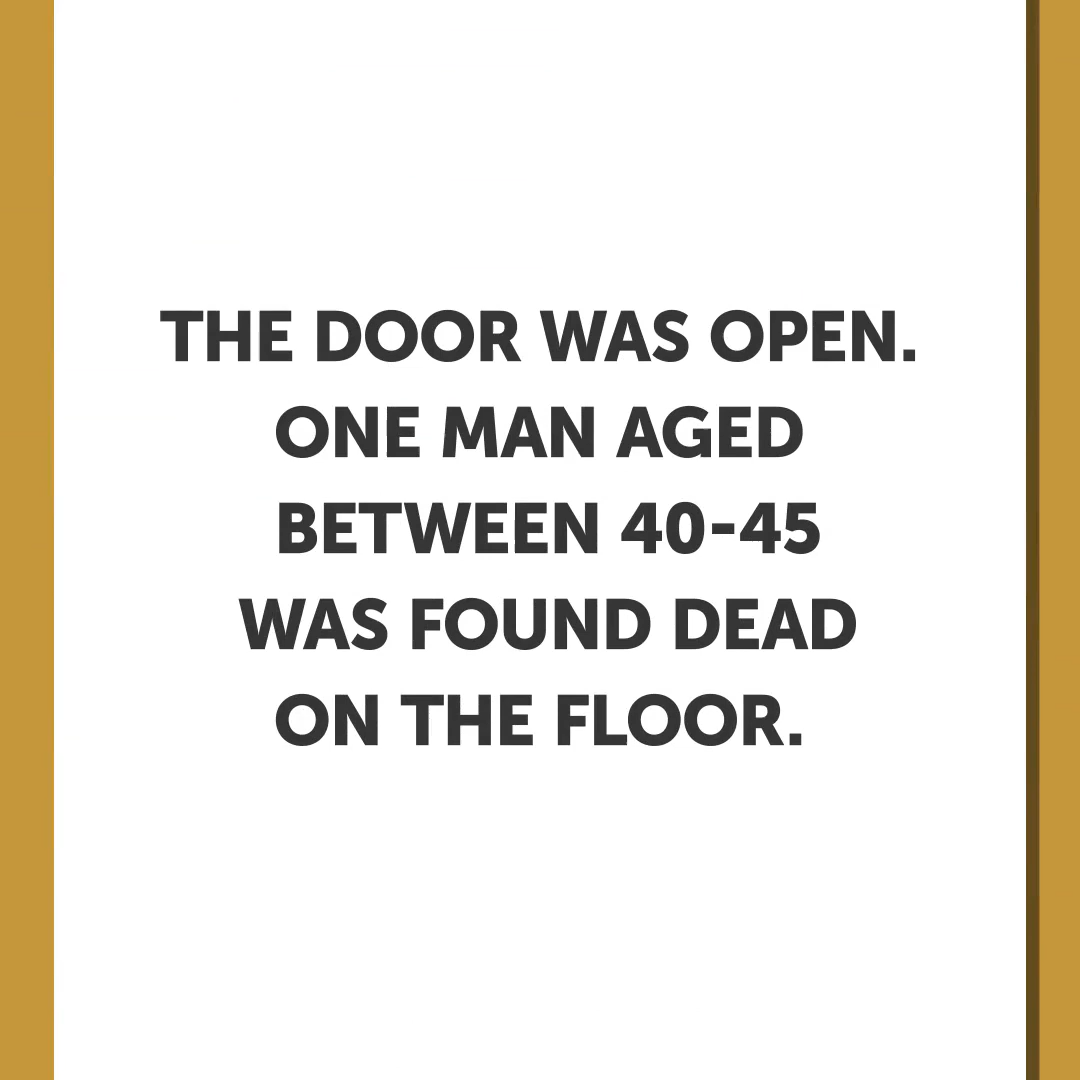 THE DOOR WAS OPEN.
ONE MAN AGED
BETWEEN 40-45
WAS FOUND DEAD
ON THE FLOOR.